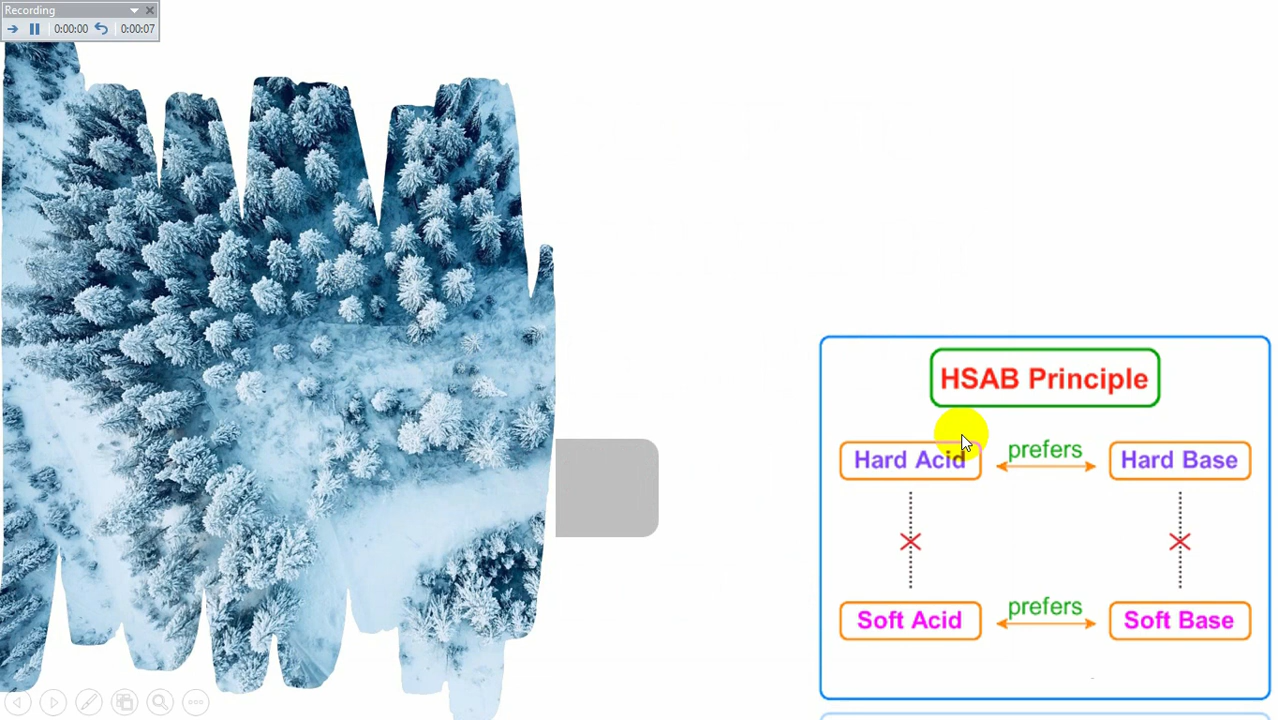 Recording
0:00:00 0:00:07
HSAB Principle
Hard Acid prefers Hard Base
Soft Acid prefers Soft Base